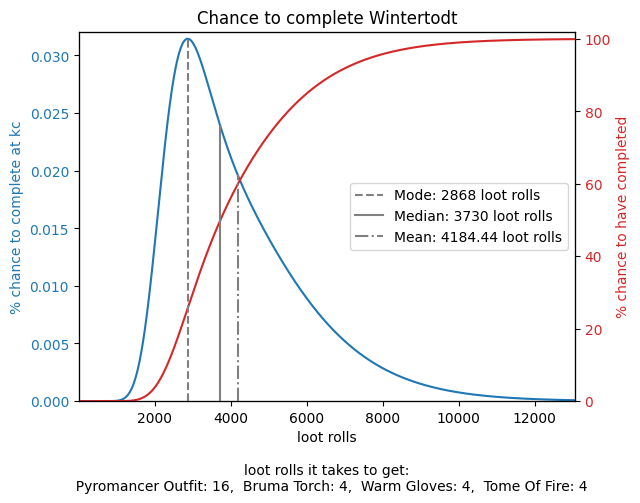 Chance to complete Wintertodt
% chance to complete at kc
0.030
0.025
0.020
0.015
0.010
0.005
0.000
Mode: 2868 loot rolls
Median: 3730 loot rolls
Mean: 4184.44 loot rolls
100
80
60
40
20
0
% chance to have completed
2000 4000 6000 8000 10000 12000
loot rolls
loot rolls it takes to get:
Pyromancer Outfit: 16,  Bruma Torch: 4,  Warm Gloves: 4,  Tome Of Fire: 4